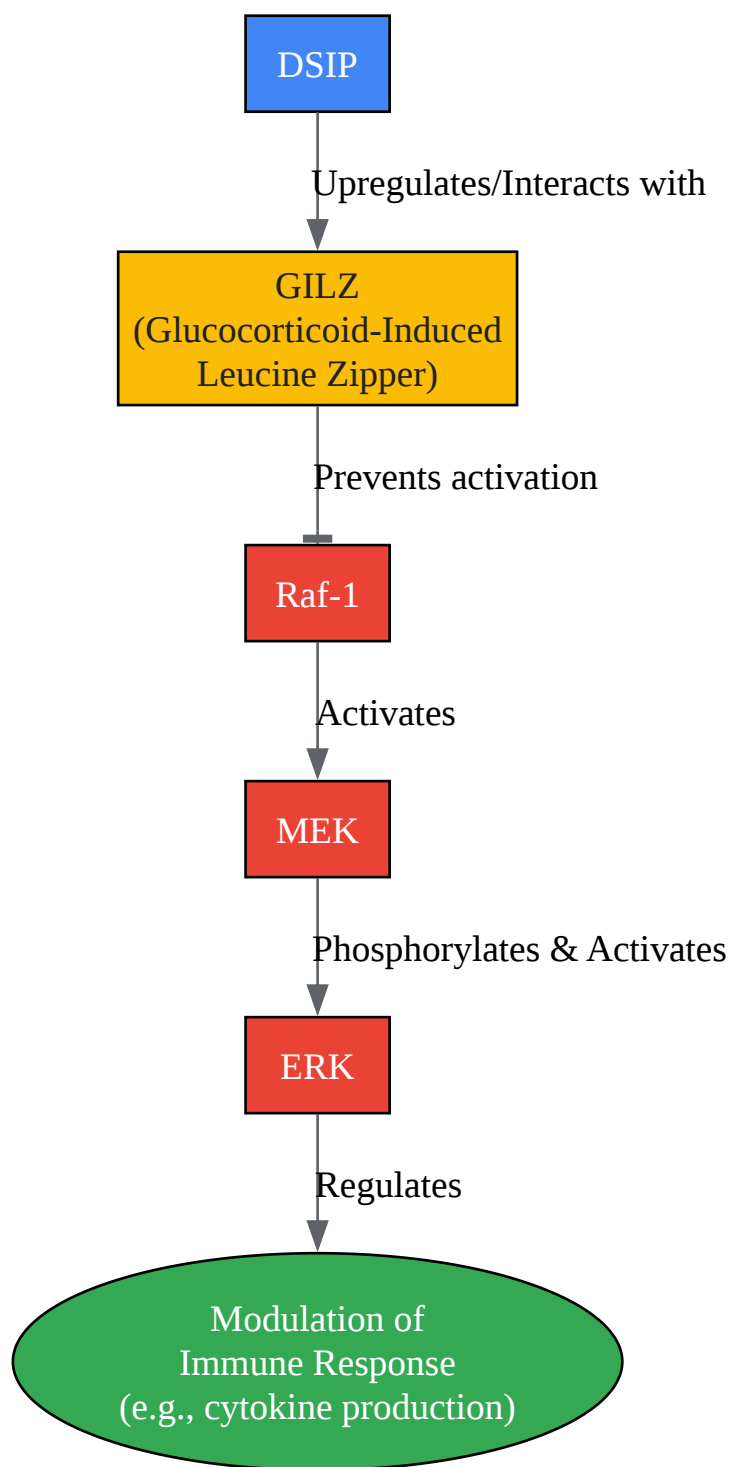 DSIP
Upregulates/Interacts with
GILZ
(Glucocorticoid-Induced
Leucine Zipper)
Prevents activation
Raf-1
Activates
MEK
Phosphorylates & Activates
ERK
Regulates
Modulation of
Immune Response
(e.g., cytokine production)